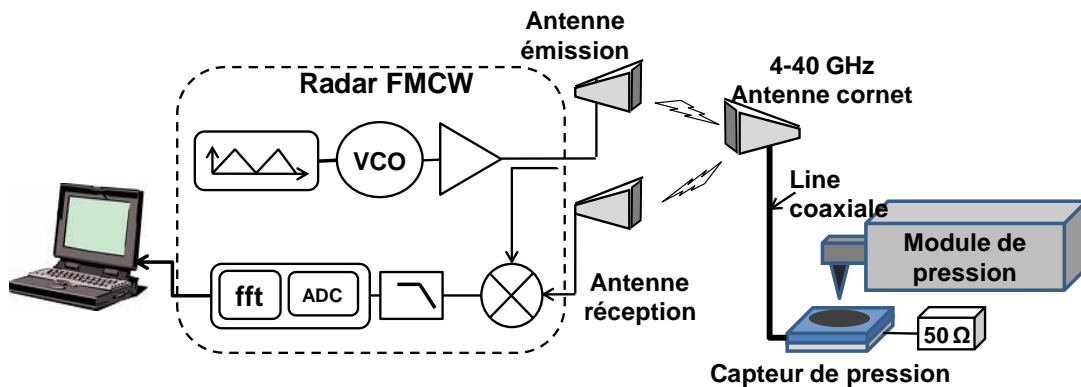 Antenne
émission
4-40 GHz
Antenne cornet
Radar FMCW
VCO
Line
coaxiale
Module de
pression
fft
ADC
Antenne
réception
50 Ω
Capteur de pression